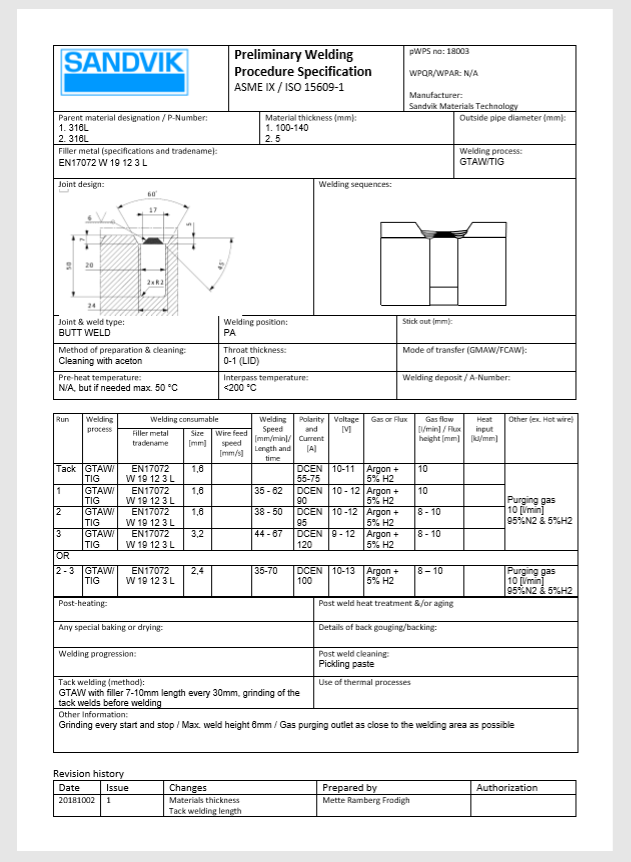 SANDVIK
Preliminary Welding
Procedure Specification
ASME IX / ISO 15609-1
pWPS no: 18003
WPQR/WPAR: N/A
Manufacturer:
Sandvik Materials Technology
Parent material designation / P-Number:
1. 316L
2. 316L
Material thickness (mm):
1. 100-140
2. 5
Outside pipe diameter (mm):
Filler metal (specifications and tradename):
EN17072 W 19 12 3 L
Welding process:
GTAW/TIG
Joint design:
60°
17
6
5
7
50
20
45°
2xR2
24
Welding sequences:
Joint & weld type:
BUTT WELD
Welding position:
PA
Stick out (mm):
Method of preparation & cleaning:
Cleaning with aceton
Throat thickness:
0-1 (LID)
Mode of transfer (GMAW/FCAW):
Pre-heat temperature:
N/A, but if needed max. 50 °C
Interpass temperature:
<200 °C
Welding deposit / A-Number:
Run
Welding
process
Welding consumable
Filler metal
tradename
Size
[mm]
Wire feed
speed
[mm/s]
Welding
Speed
[mm/min]/
Length and
time
Polarity
and
Current
[A]
Voltage
[V]
Gas or Flux
Gas flow
[l/min] / Flux
height [mm]
Heat
input
[kJ/mm]
Other (ex. Hot wire)
Tack GTAW/ EN17072 1,6 DCEN 10-11 Argon + 10
TIG W 19 12 3 L 55-75 5% H2
1 GTAW/ EN17072 1,6 35 - 62 DCEN 10 - 12 Argon + 10
TIG W 19 12 3 L 90 5% H2
2 GTAW/ EN17072 1,6 38 - 50 DCEN 10 -12 Argon + 8 - 10
TIG W 19 12 3 L 95 5% H2
3 GTAW/ EN17072 3,2 44 - 67 DCEN 9 - 12 Argon + 8 - 10
TIG W 19 12 3 L 120 5% H2
Purging gas
10 [l/min]
95%N2 & 5%H2
OR
2 - 3 GTAW/ EN17072 2,4 35-70 DCEN 10-13 Argon + 8 – 10 Purging gas
TIG W 19 12 3 L 100 5% H2 10 [l/min]
95%N2 & 5%H2
Post-heating:
Post weld heat treatment &/or aging
Any special baking or drying:
Details of back gouging/backing:
Welding progression:
Post weld cleaning:
Pickling paste
Tack welding (method):
GTAW with filler 7-10mm length every 30mm, grinding of the
tack welds before welding
Use of thermal processes
Other Information:
Grinding every start and stop / Max. weld height 6mm / Gas purging outlet as close to the welding area as possible
Revision history
Date Issue Changes Prepared by Authorization
20181002 1 Materials thickness Mette Ramberg Frodigh
Tack welding length